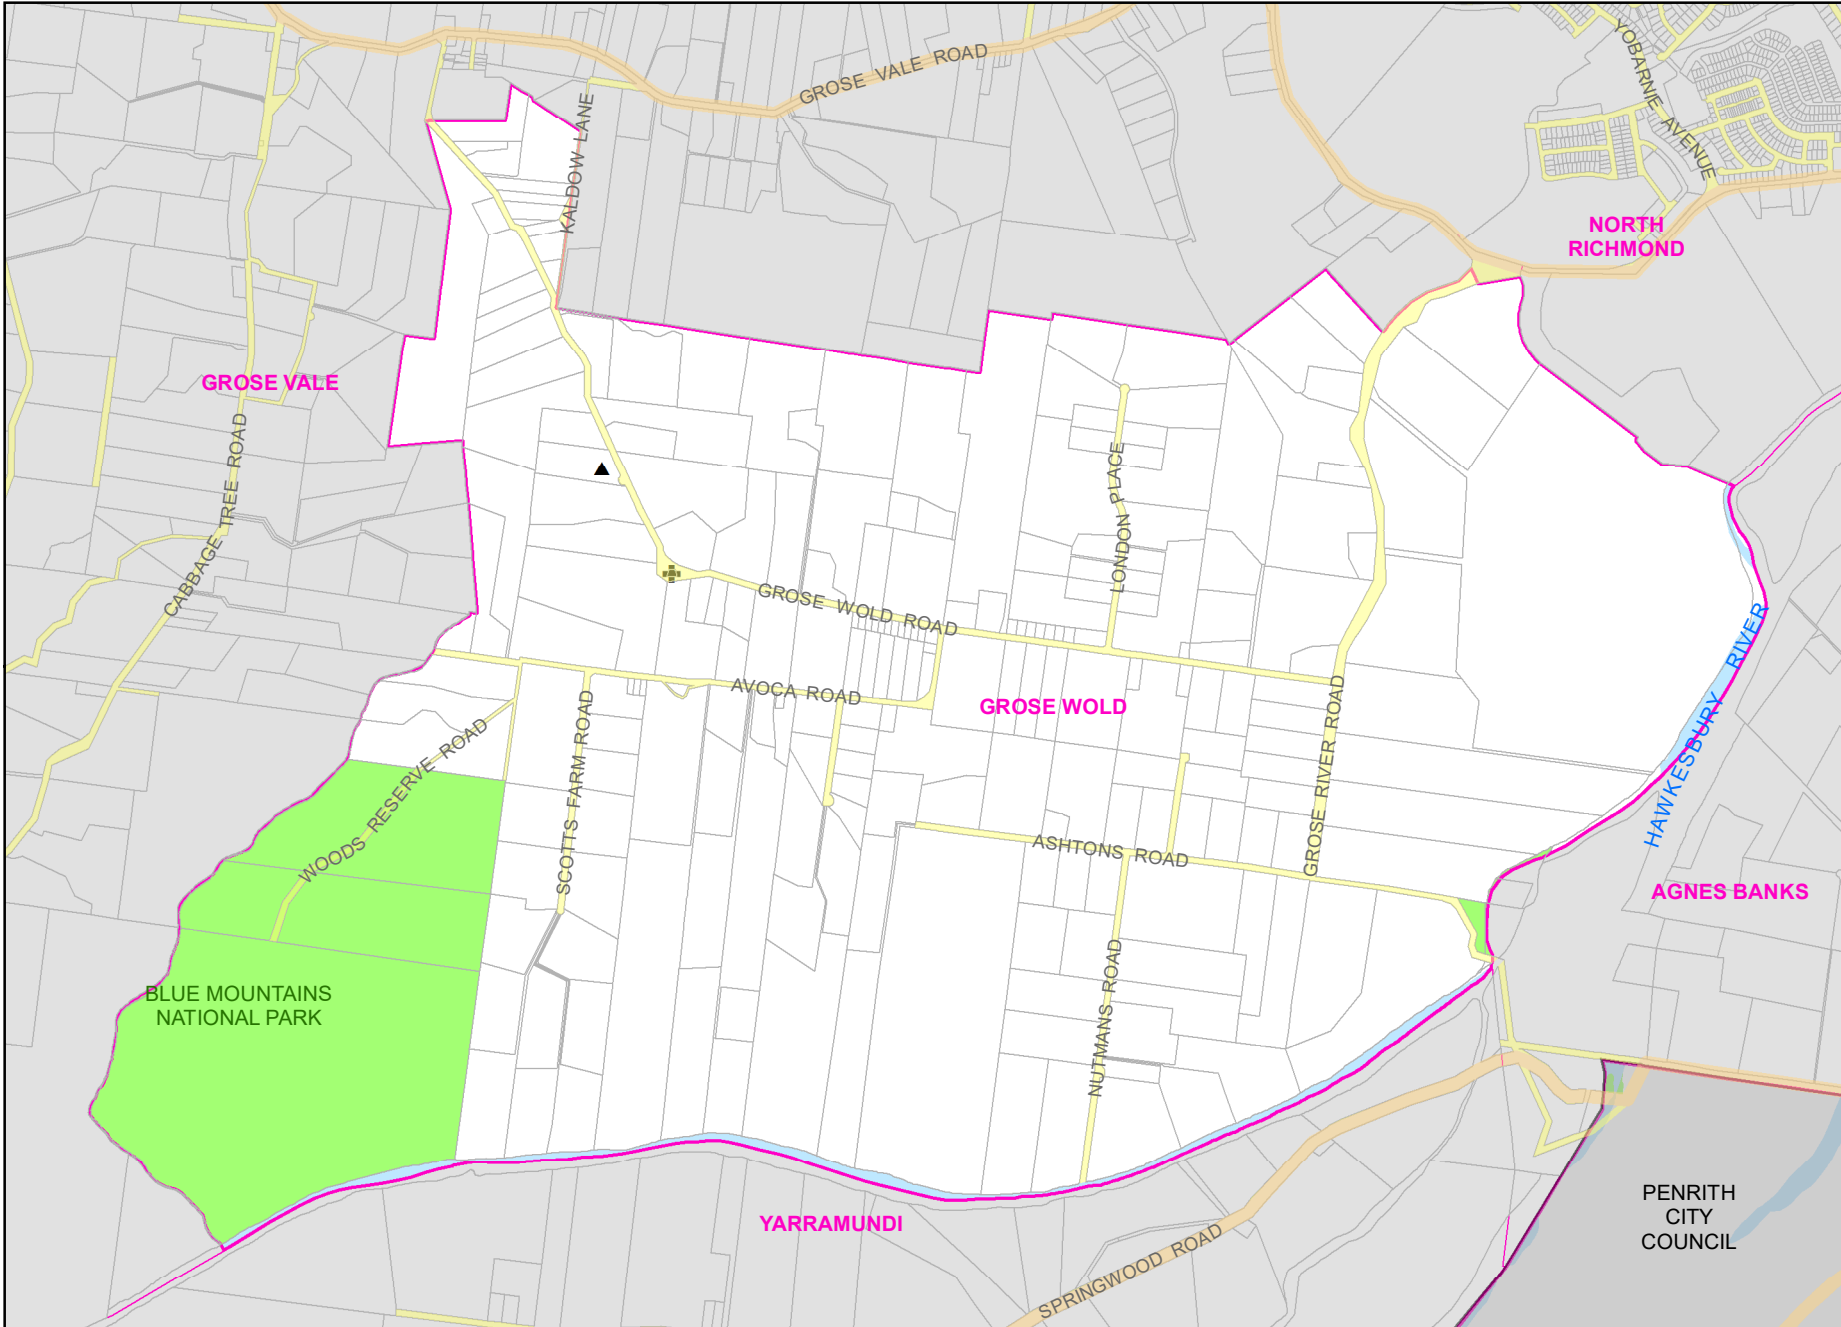 GROSE VALE ROAD
YOBARNIE AVENUE
KALDOW LANE
NORTH
RICHMOND
GROSE VALE
CABBAGE TREE ROAD
LONDON PLACE
GROSE WOLD ROAD
HAWKESBURY RIVER
AVOCA ROAD
GROSE WOLD
WOODS RESERVE ROAD
SCOTTS FARM ROAD
GROSE RIVER ROAD
ASHTONS ROAD
AGNES BANKS
BLUE MOUNTAINS
NATIONAL PARK
NUTMANS ROAD
YARRAMUNDI
SPRINGWOOD ROAD
PENRITH
CITY
COUNCIL